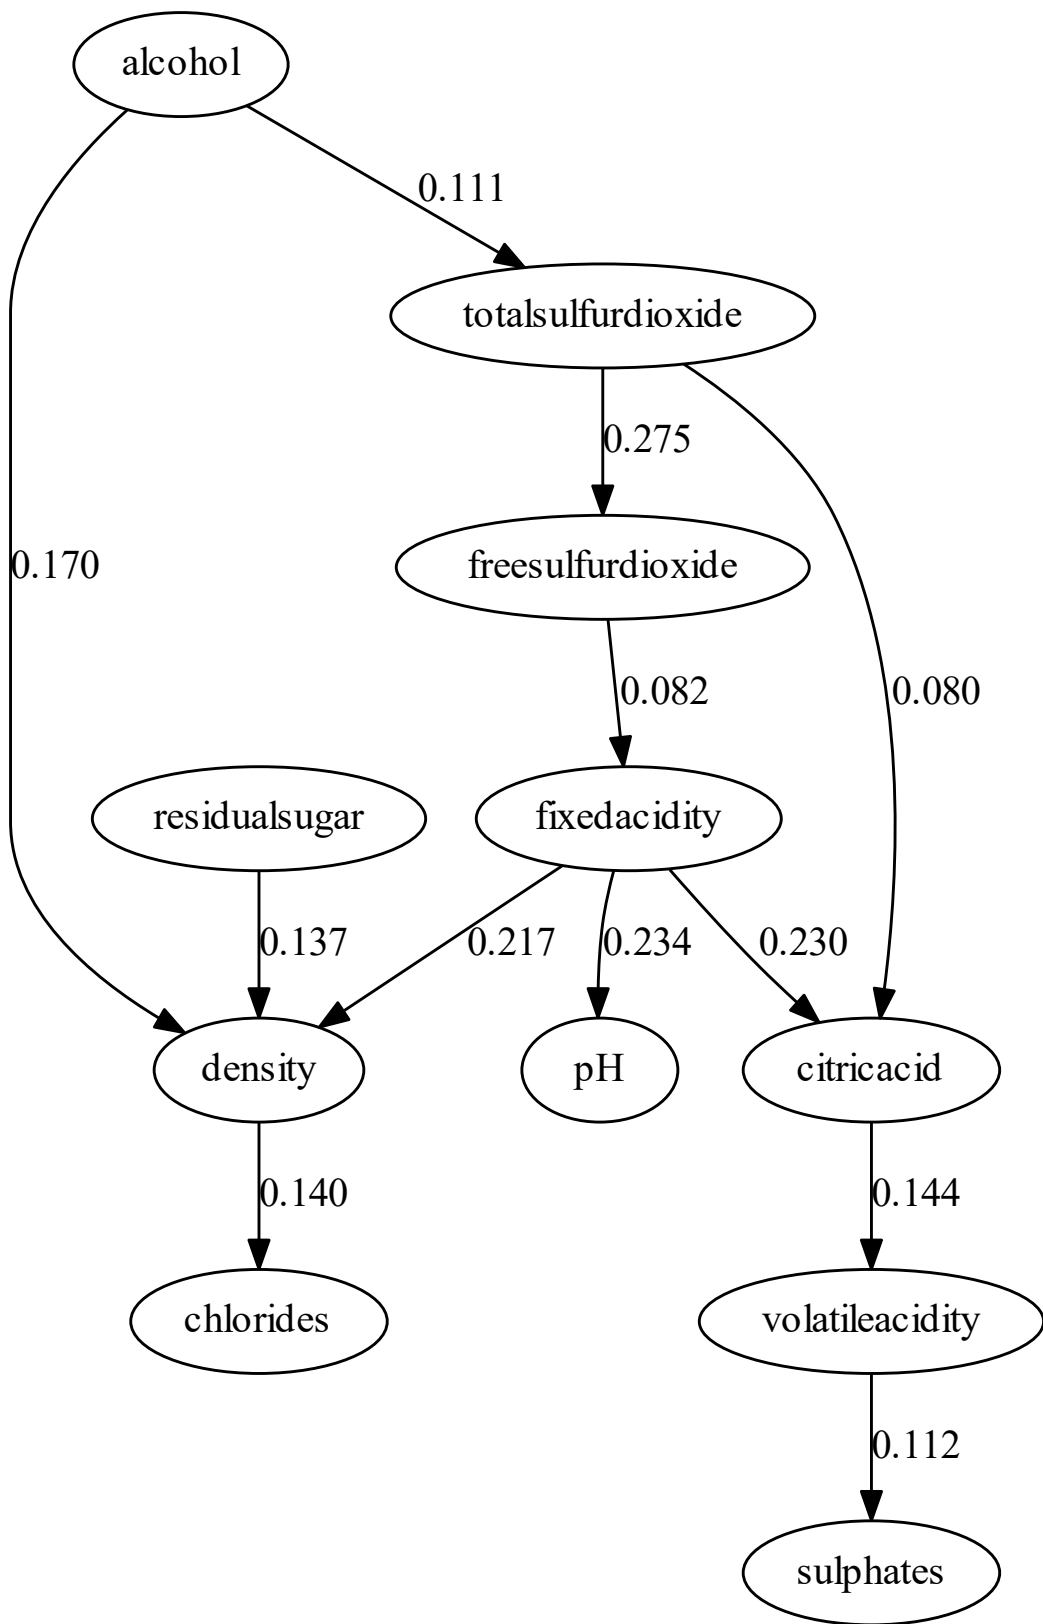 alcohol
0.111
totalsulfurdioxide
0.275
0.170
freesulfurdioxide
0.082
0.080
residualsugar
fixedacidity
0.137
0.217
0.234
0.230
density
pH
citricacid
0.140
0.144
chlorides
volatileacidity
0.112
sulphates